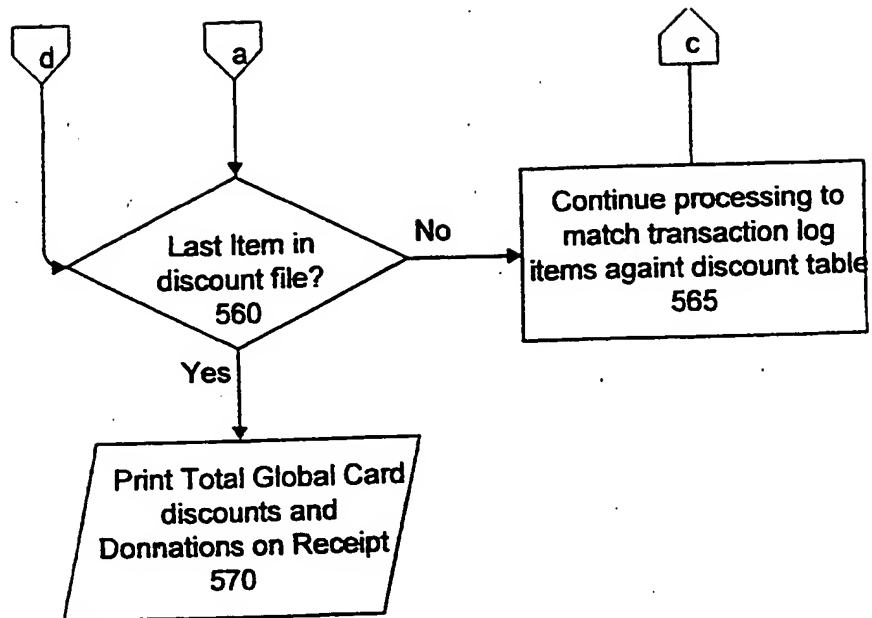 d
a
c
Last Item in
discount file?
560
No
Continue processing to
match transaction log
items againt discount table
565
Yes
Print Total Global Card
discounts and
Donnations on Receipt
570